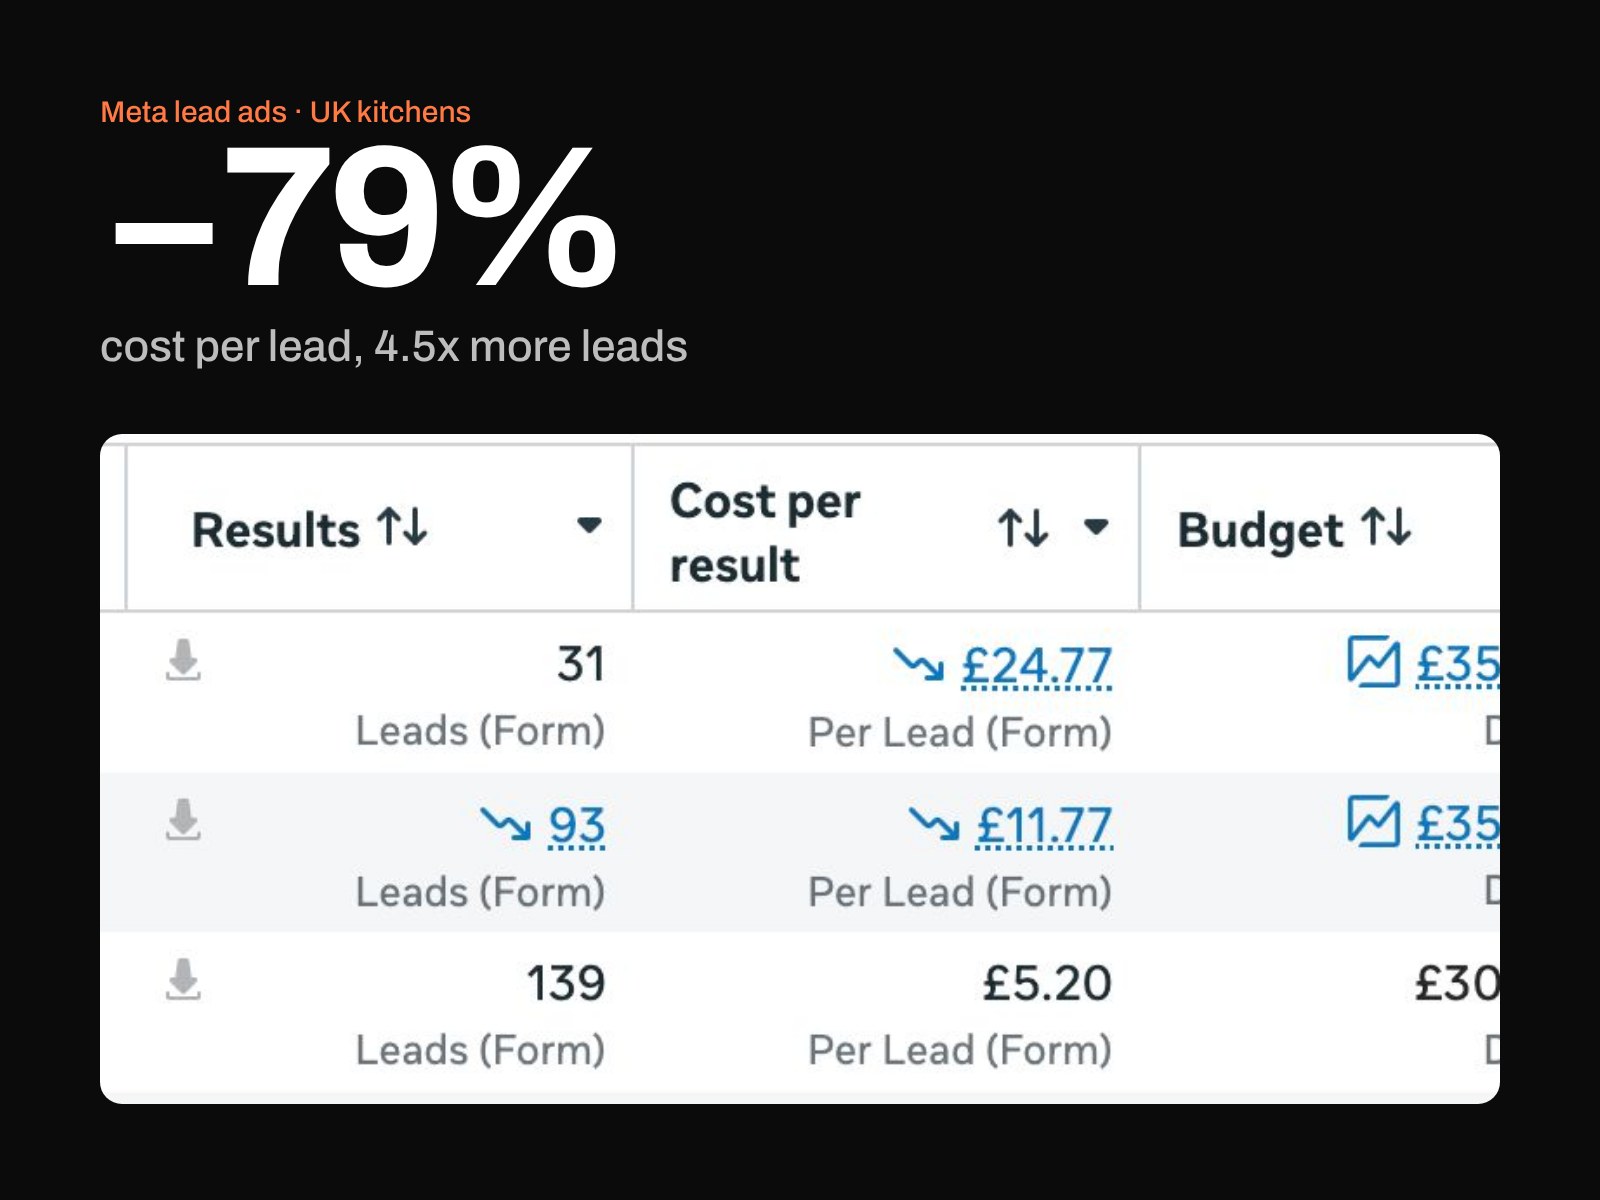 Meta lead ads · UK kitchens
–79%
cost per lead, 4.5x more leads
Results ↑↓
Cost per result ↑↓
Budget ↑↓
31 £24.77 £35
Leads (Form) Per Lead (Form) D
93 £11.77 £35
Leads (Form) Per Lead (Form) D
139 £5.20 £30
Leads (Form) Per Lead (Form) D